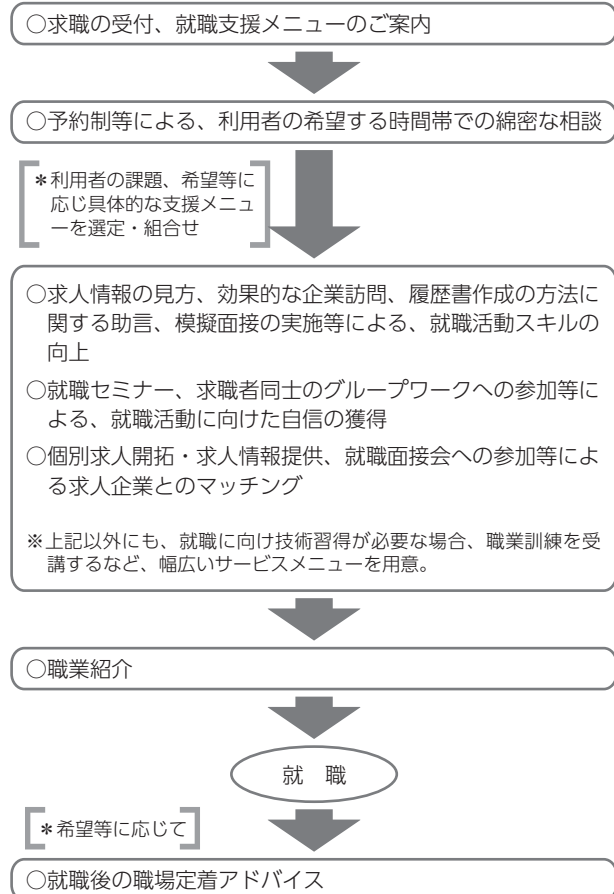 ○求職の受付、就職支援メニューのご案内
○予約制等による、利用者の希望する時間帯での綿密な相談
＊利用者の課題、希望等に
応じ具体的な支援メニュ
ーを選定・組合せ
○求人情報の見方、効果的な企業訪問、履歴書作成の方法に
関する助言、模擬面接の実施等による、就職活動スキルの
向上
○就職セミナー、求職者同士のグループワークへの参加等に
よる、就職活動に向けた自信の獲得
○個別求人開拓・求人情報提供、就職面接会への参加等によ
る求人企業とのマッチング
※上記以外にも、就職に向け技術習得が必要な場合、職業訓練を受
講するなど、幅広いサービスメニューを用意。
○職業紹介
就　職
＊希望等に応じて
○就職後の職場定着アドバイス